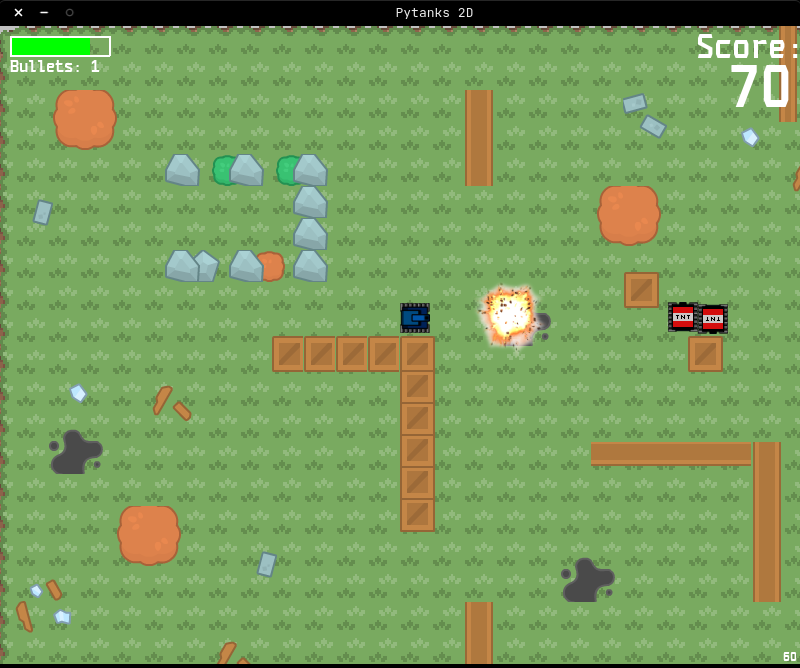 Pytanks 2D
Score:
70
Bullets: 1
TNT
TNT
60